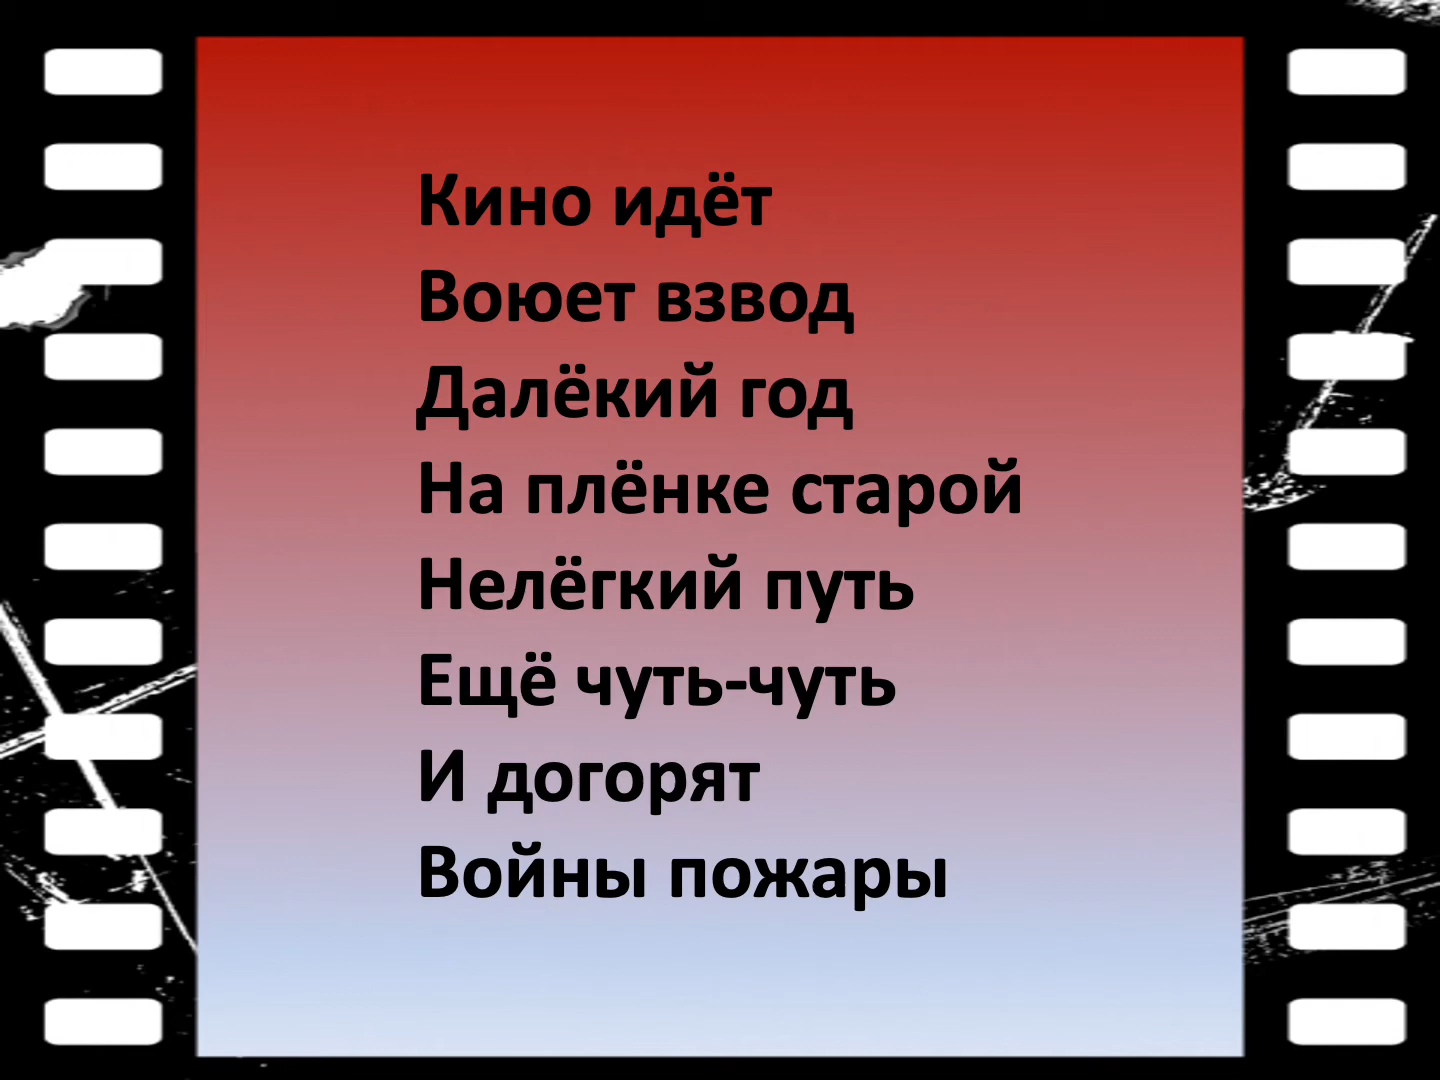 Кино идёт
Воюет взвод
Далёкий год
На плёнке старой
Нелёгкий путь
Ещё чуть-чуть
И догорят
Войны пожары